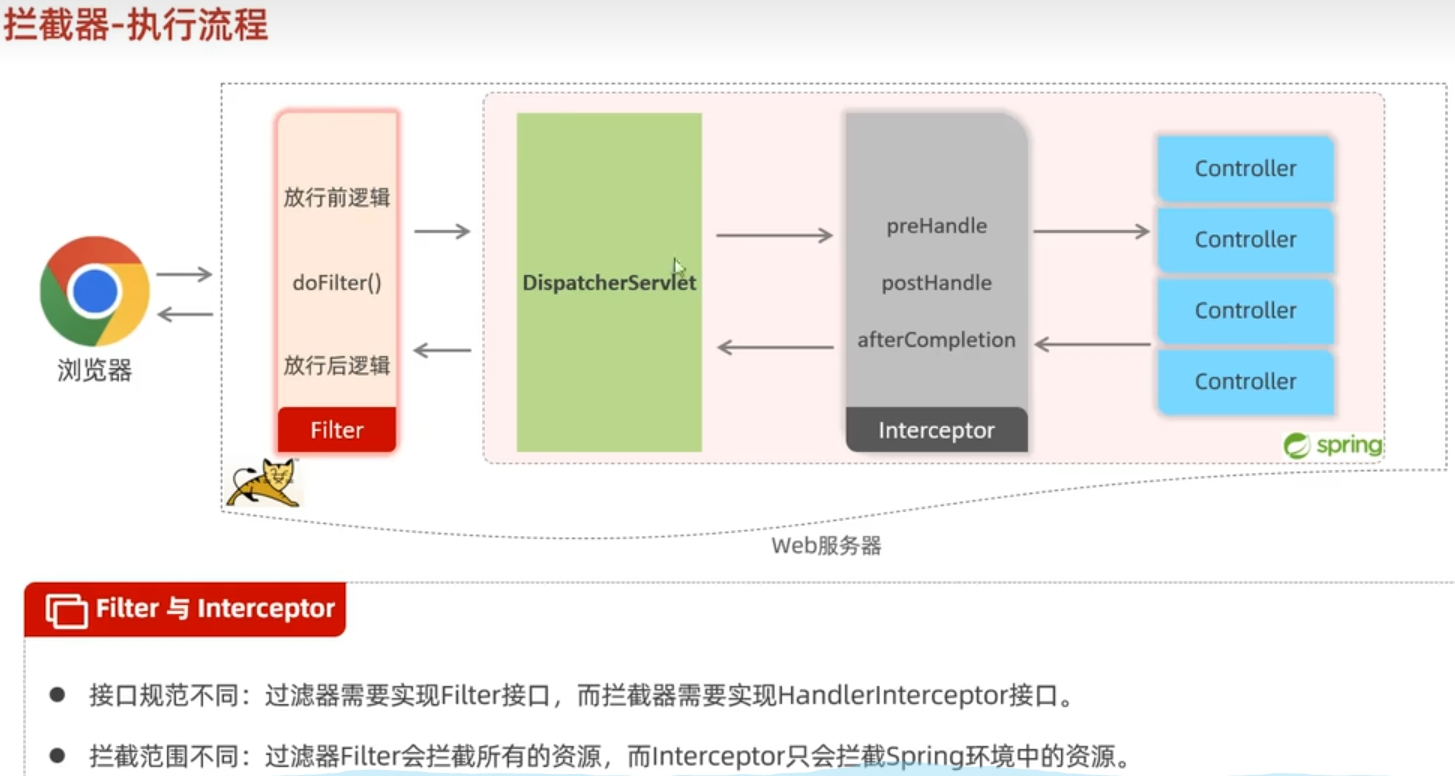 拦截器-执行流程
放行前逻辑
doFilter()
放行后逻辑
Filter
DispatcherServlet
preHandle
postHandle
afterCompletion
Interceptor
Controller
Controller
Controller
Controller
spring
浏览器
Web服务器
Filter 与 Interceptor
接口规范不同：过滤器需要实现Filter接口，而拦截器需要实现HandlerInterceptor接口。
拦截范围不同：过滤器Filter会拦截所有的资源，而Interceptor只会拦截Spring环境中的资源。